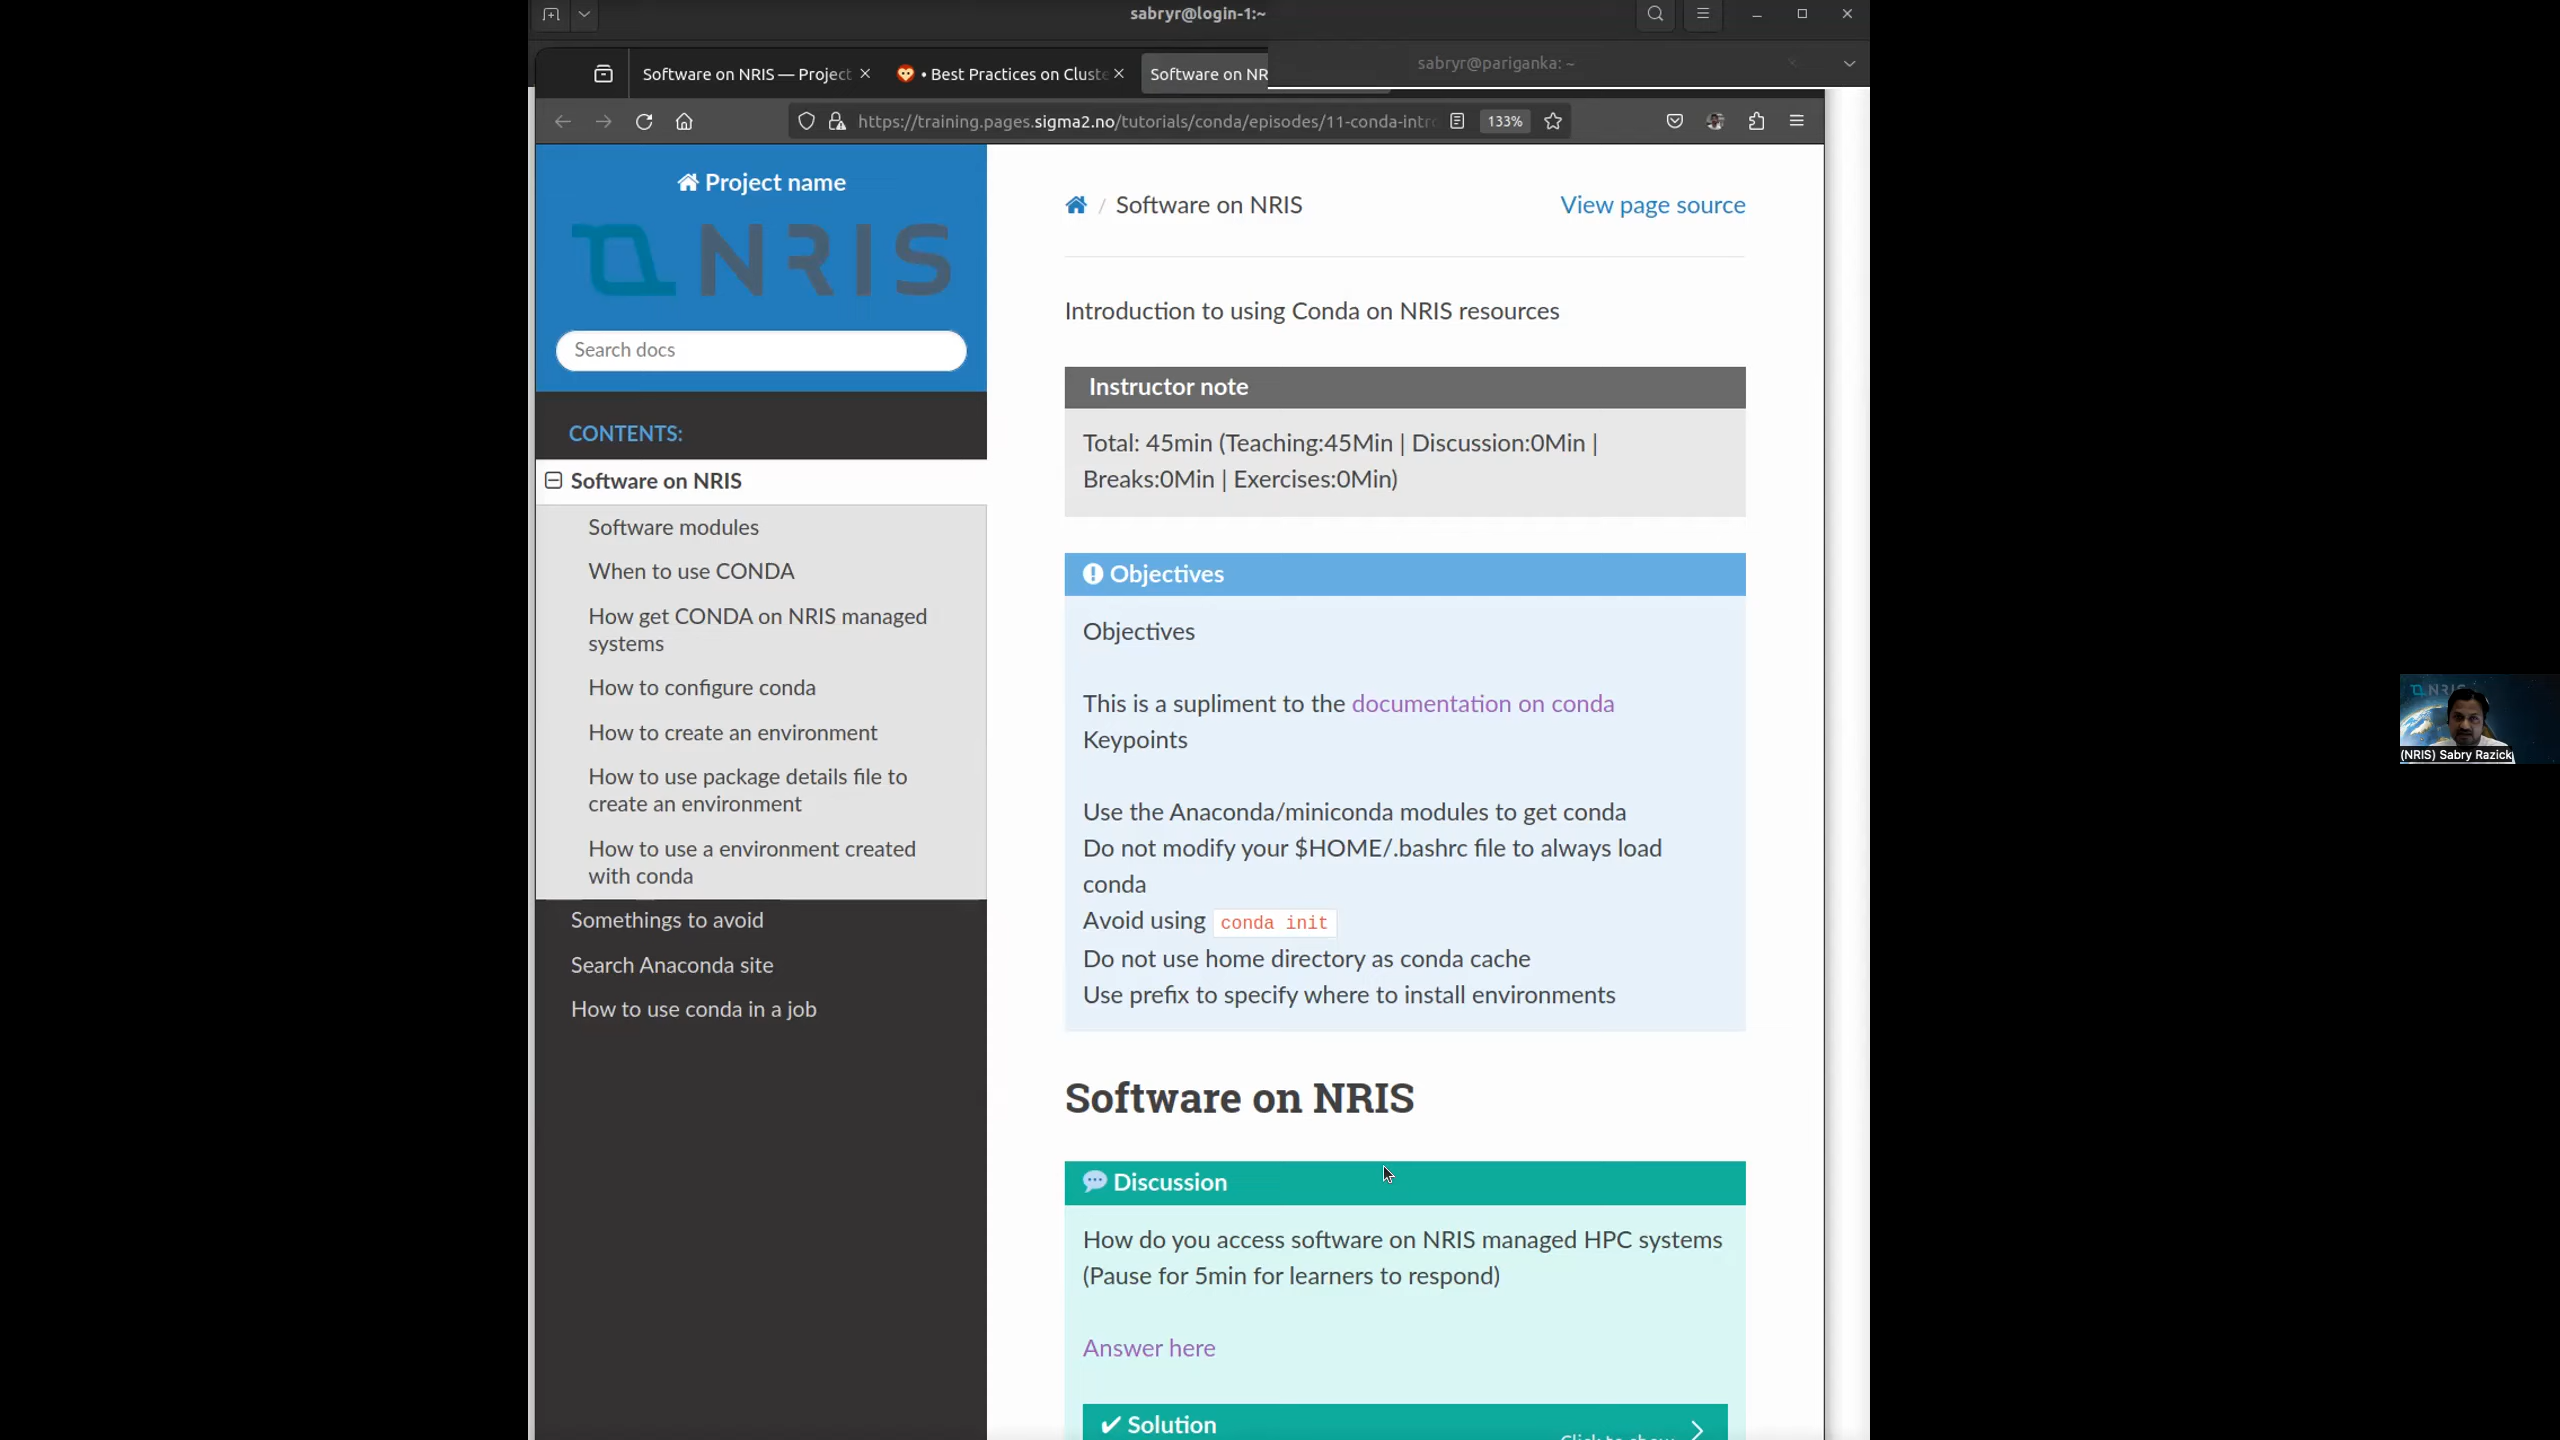 sabryr@login-1:~
sabryr@pariganka: ~
Software on NRIS — Project
• Best Practices on Cluste
Software on NR
https://training.pages.sigma2.no/tutorials/conda/episodes/11-conda-intro
133%
Project name
NRIS
Search docs
CONTENTS:
Software on NRIS
Software modules
When to use CONDA
How get CONDA on NRIS managed
systems
How to configure conda
How to create an environment
How to use package details file to
create an environment
How to use a environment created
with conda
Somethings to avoid
Search Anaconda site
How to use conda in a job
/ Software on NRIS
View page source
Introduction to using Conda on NRIS resources
Instructor note
Total: 45min (Teaching:45Min | Discussion:0Min |
Breaks:0Min | Exercises:0Min)
Objectives
Objectives
This is a supliment to the documentation on conda
Keypoints
Use the Anaconda/miniconda modules to get conda
Do not modify your $HOME/.bashrc file to always load
conda
Avoid using conda init
Do not use home directory as conda cache
Use prefix to specify where to install environments
Software on NRIS
Discussion
How do you access software on NRIS managed HPC systems
(Pause for 5min for learners to respond)
Answer here
Solution
Click to show
NRIS
(NRIS) Sabry Razick